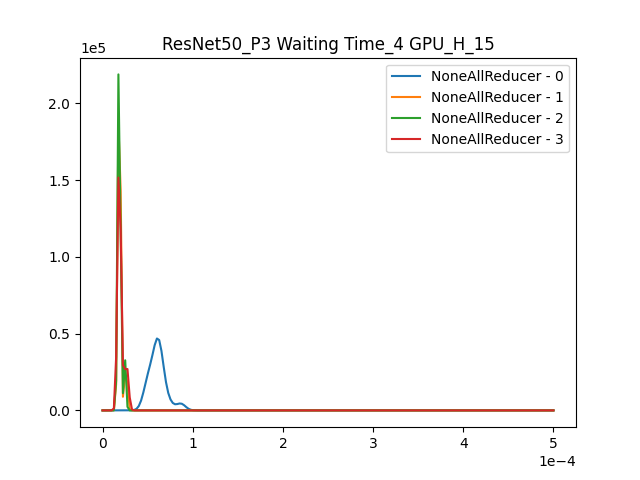 ResNet50_P3 Waiting Time_4 GPU_H_15
1e5
NoneAllReducer - 0
NoneAllReducer - 1
NoneAllReducer - 2
NoneAllReducer - 3
2.0
1.5
1.0
0.5
0.0
0 1 2 3 4 5
1e−4